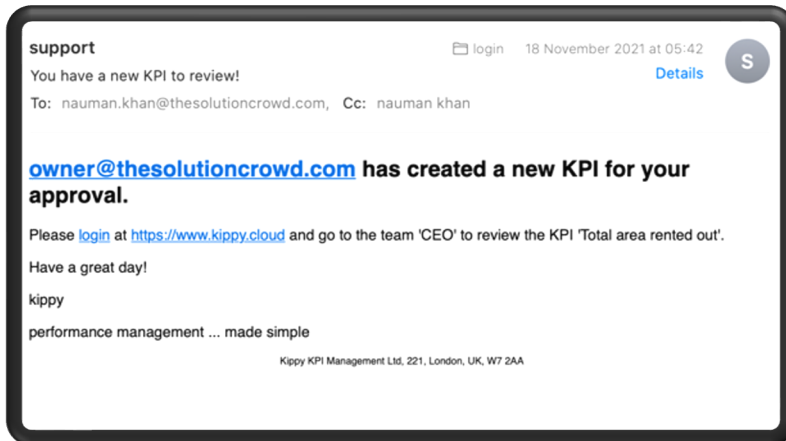 support
login 18 November 2021 at 05:42
S
You have a new KPI to review!
Details
To: nauman.khan@thesolutioncrowd.com, Cc: nauman khan
owner@thesolutioncrowd.com has created a new KPI for your
approval.
Please login at https://www.kippy.cloud and go to the team 'CEO' to review the KPI 'Total area rented out'.
Have a great day!
kippy
performance management ... made simple
Kippy KPI Management Ltd, 221, London, UK, W7 2AA